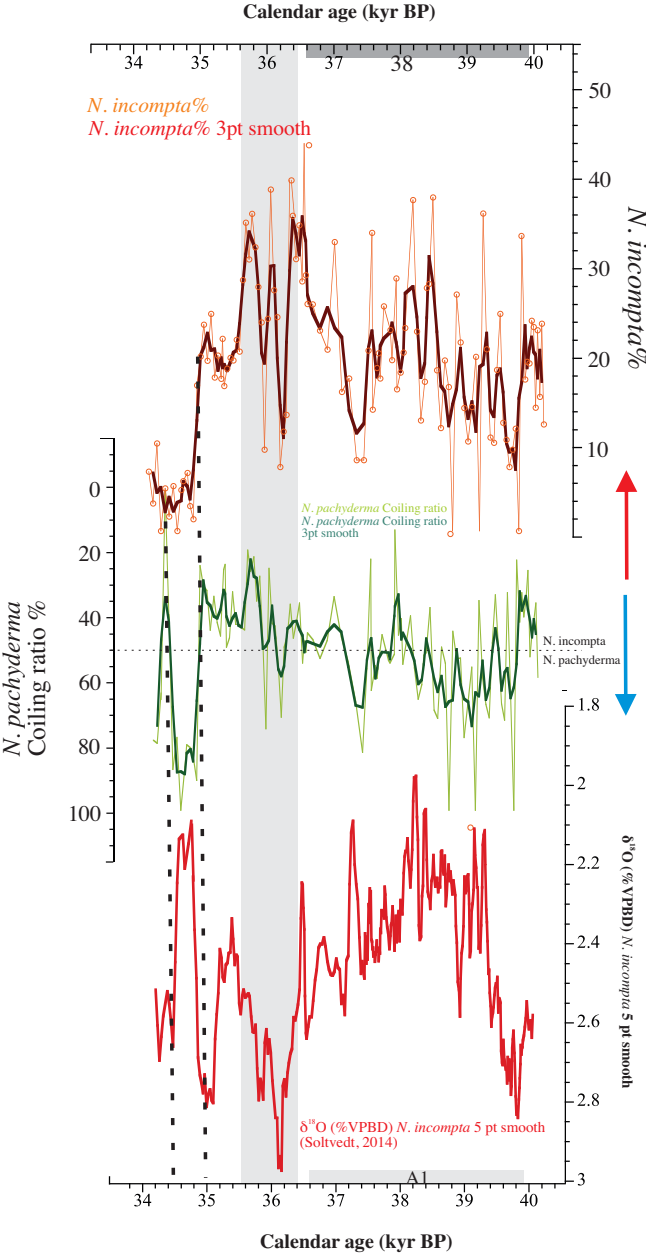 Calendar age (kyr BP)
34 35 36 37 38 39 40
N. incompta%
N. incompta% 3pt smooth
50
40
30
20
10
N. incompta%
0
20
40
60
80
100
N. pachyderma
Coiling ratio %
N. pachyderma Coiling ratio
N. pachyderma Coiling ratio
3pt smooth
N. incompta
N. pachyderma
1.8
2
2.2
2.4
2.6
2.8
3
δ¹⁸O (%VPBD) N. incompta 5 pt smooth
δ¹⁸O (%VPBD) N. incompta 5 pt smooth
(Soltvedt, 2014)
A1
34 35 36 37 38 39 40
Calendar age (kyr BP)